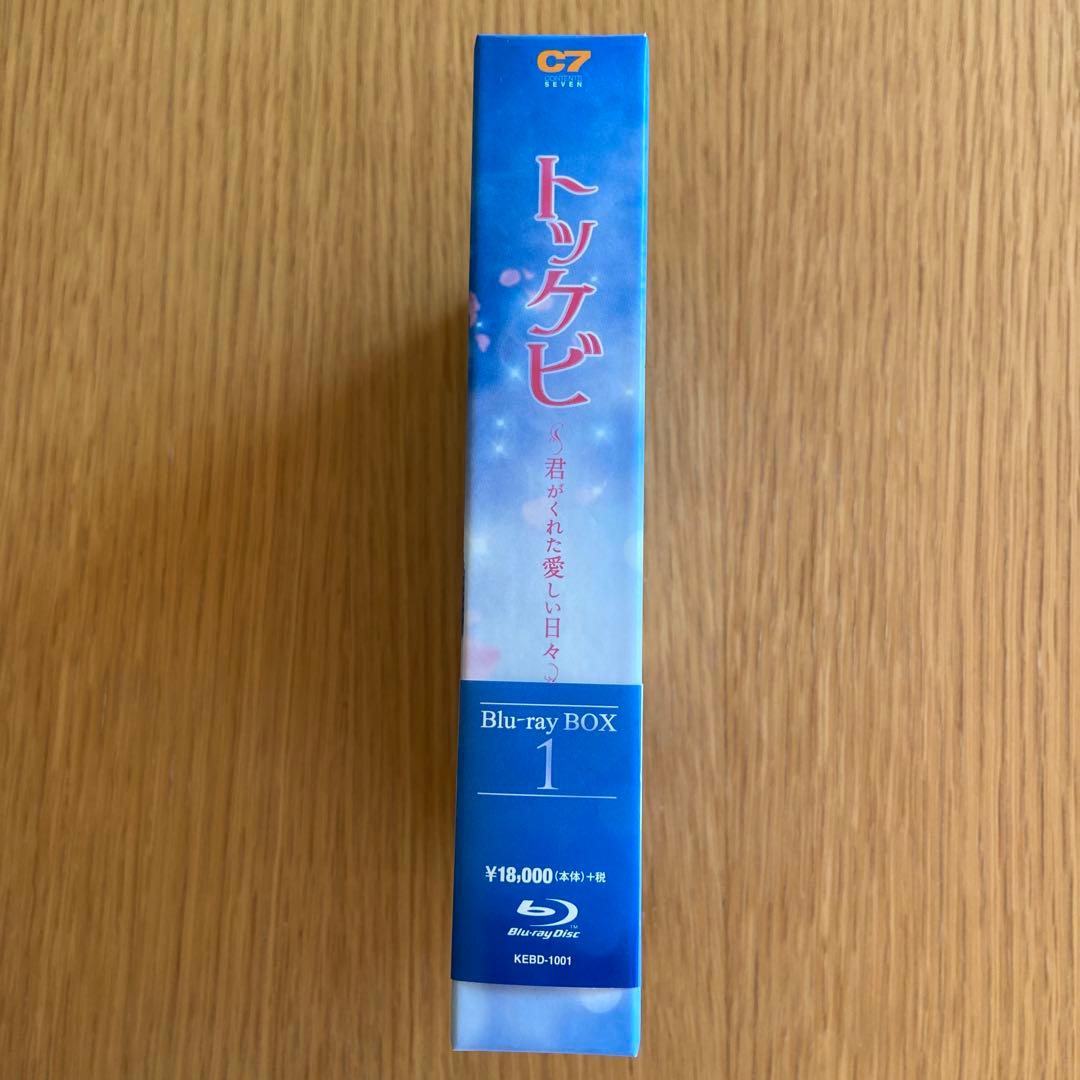 C7
CONTENTS
SEVEN
トッケビ
～君がくれた愛しい日々～
Blu-ray BOX
1
¥18,000(本体)+税
Blu-ray Disc™
KEBD-1001